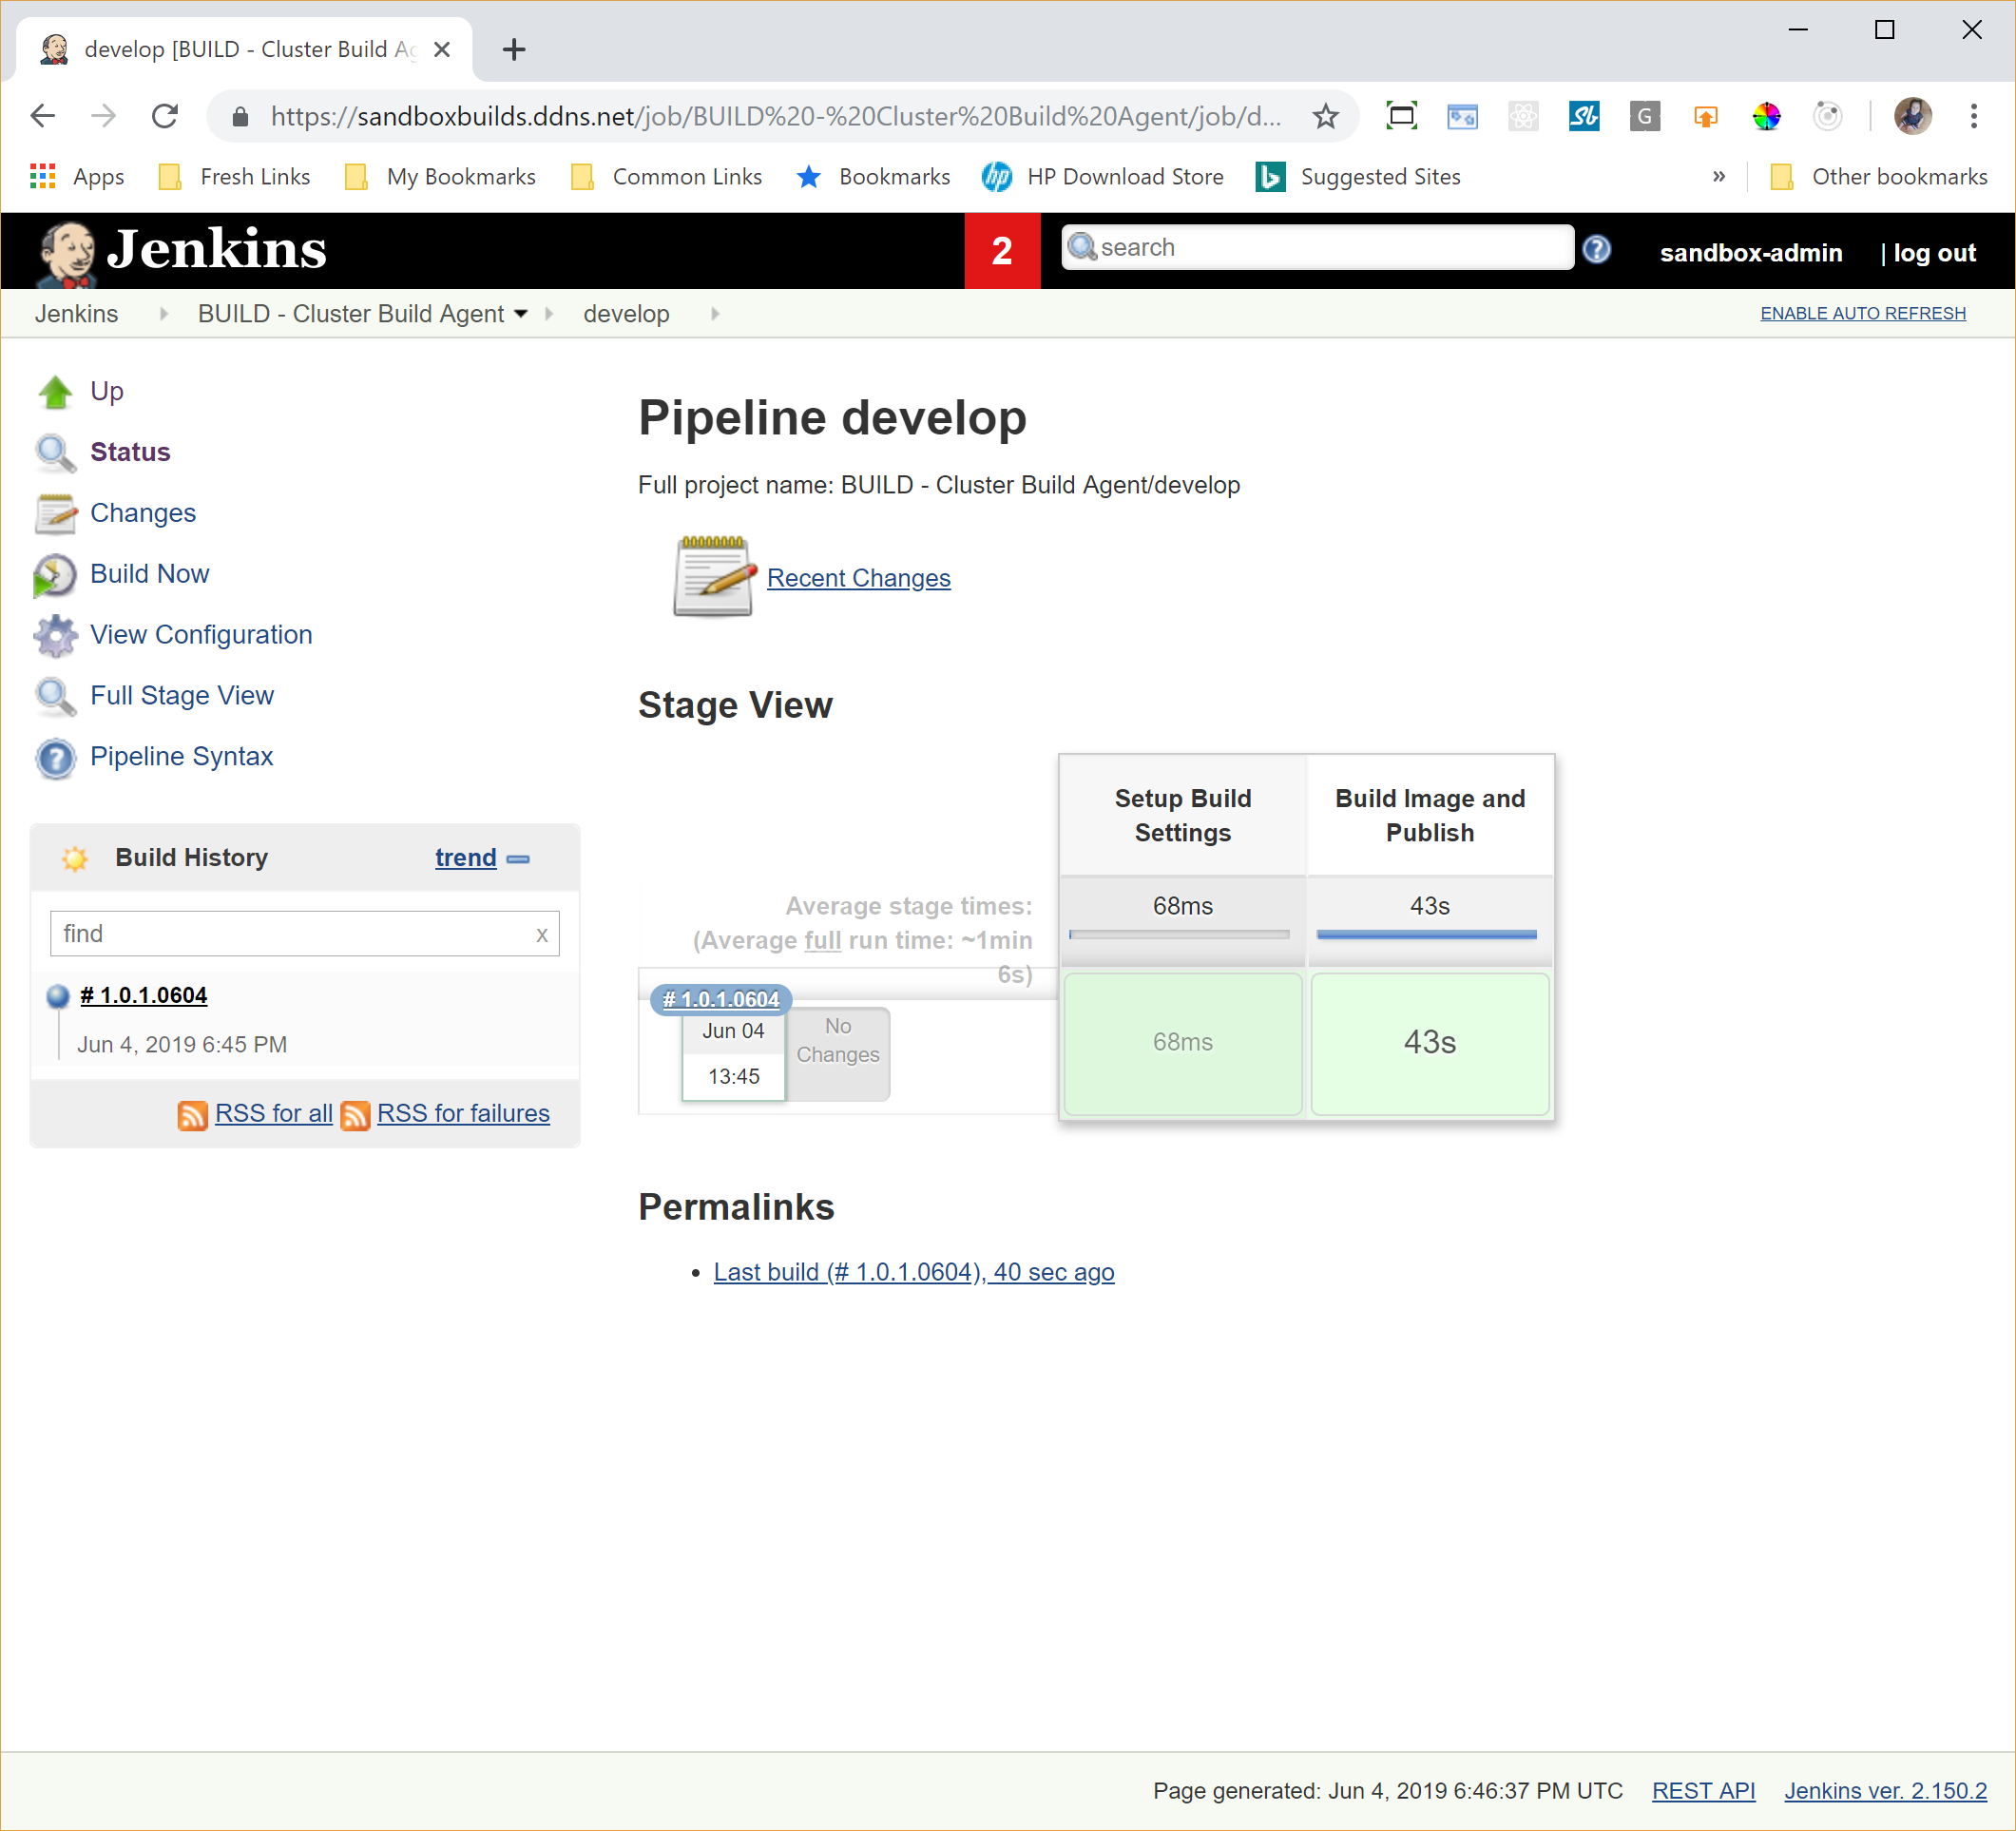 develop [BUILD - Cluster Build Ag
https://sandboxbuilds.ddns.net/job/BUILD%20-%20Cluster%20Build%20Agent/job/d...
Sb
G
Apps
Fresh Links
My Bookmarks
Common Links
Bookmarks
hp
HP Download Store
b
Suggested Sites
»
Other bookmarks
Jenkins
2
search
?
sandbox-admin
| log out
Jenkins
BUILD - Cluster Build Agent
develop
ENABLE AUTO REFRESH
Up
Status
Changes
Build Now
View Configuration
Full Stage View
Pipeline Syntax
Build History
trend
find
x
# 1.0.1.0604
Jun 4, 2019 6:45 PM
RSS for all
RSS for failures
Pipeline develop
Full project name: BUILD - Cluster Build Agent/develop
Recent Changes
Stage View
Setup Build
Settings
Build Image and
Publish
Average stage times:
(Average full run time: ~1min
6s)
68ms
43s
# 1.0.1.0604
Jun 04
13:45
No
Changes
68ms
43s
Permalinks
• Last build (# 1.0.1.0604), 40 sec ago
Page generated: Jun 4, 2019 6:46:37 PM UTC
REST API
Jenkins ver. 2.150.2